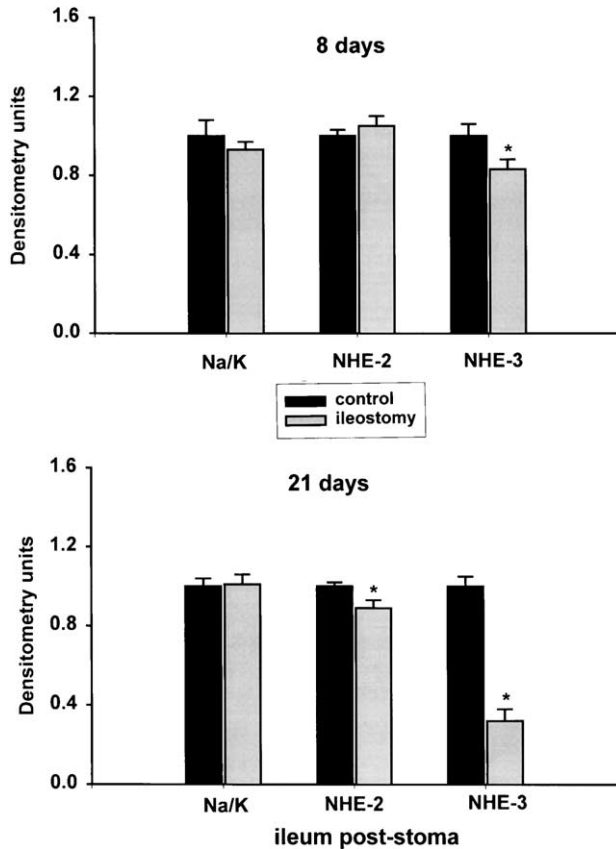 8 days
Densitometry units
1.6
1.2
0.8
0.4
0.0
*
Na/K NHE-2 NHE-3
control
ileostomy
21 days
Densitometry units
1.6
1.2
0.8
0.4
0.0
*
*
Na/K NHE-2 NHE-3
ileum post-stoma